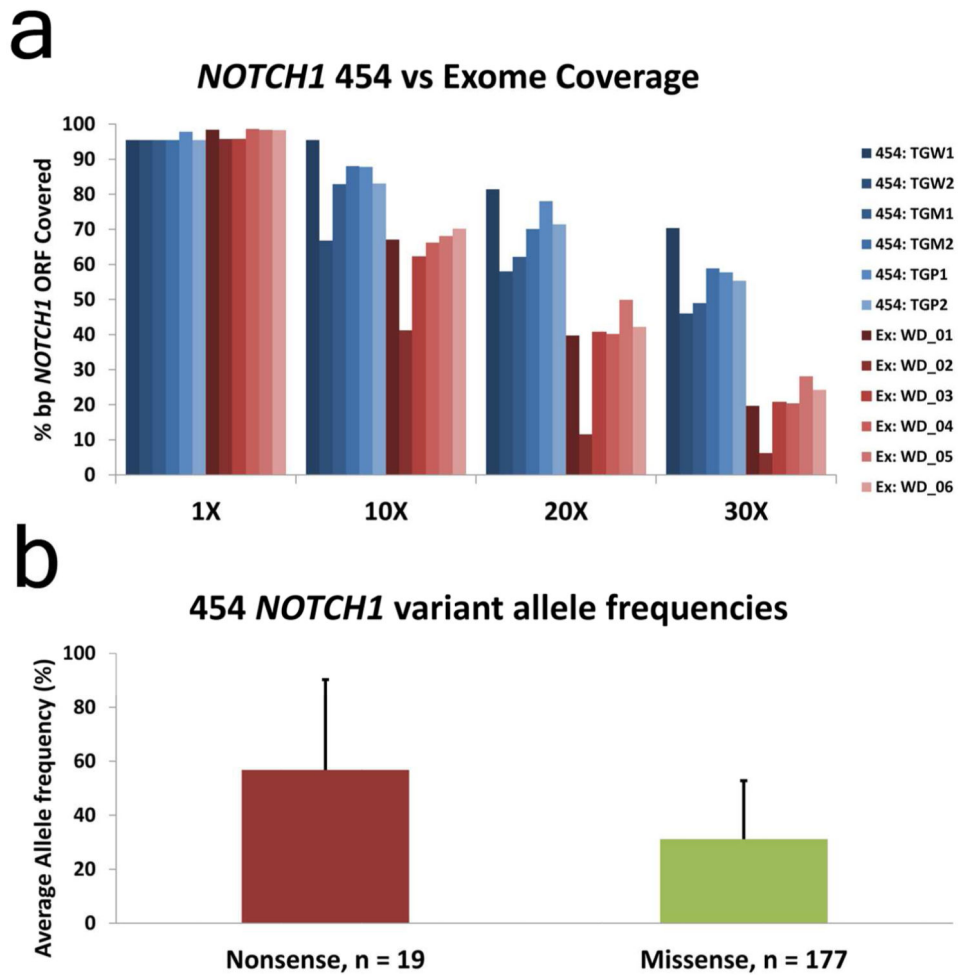 a
NOTCH1 454 vs Exome Coverage
% bp NOTCH1 ORF Covered
100
90
80
70
60
50
40
30
20
10
0
1X
10X
20X
30X
454: TGW1
454: TGW2
454: TGM1
454: TGM2
454: TGP1
454: TGP2
Ex: WD_01
Ex: WD_02
Ex: WD_03
Ex: WD_04
Ex: WD_05
Ex: WD_06
b
454 NOTCH1 variant allele frequencies
Average Allele frequency (%)
100
80
60
40
20
0
Nonsense, n = 19
Missense, n = 177